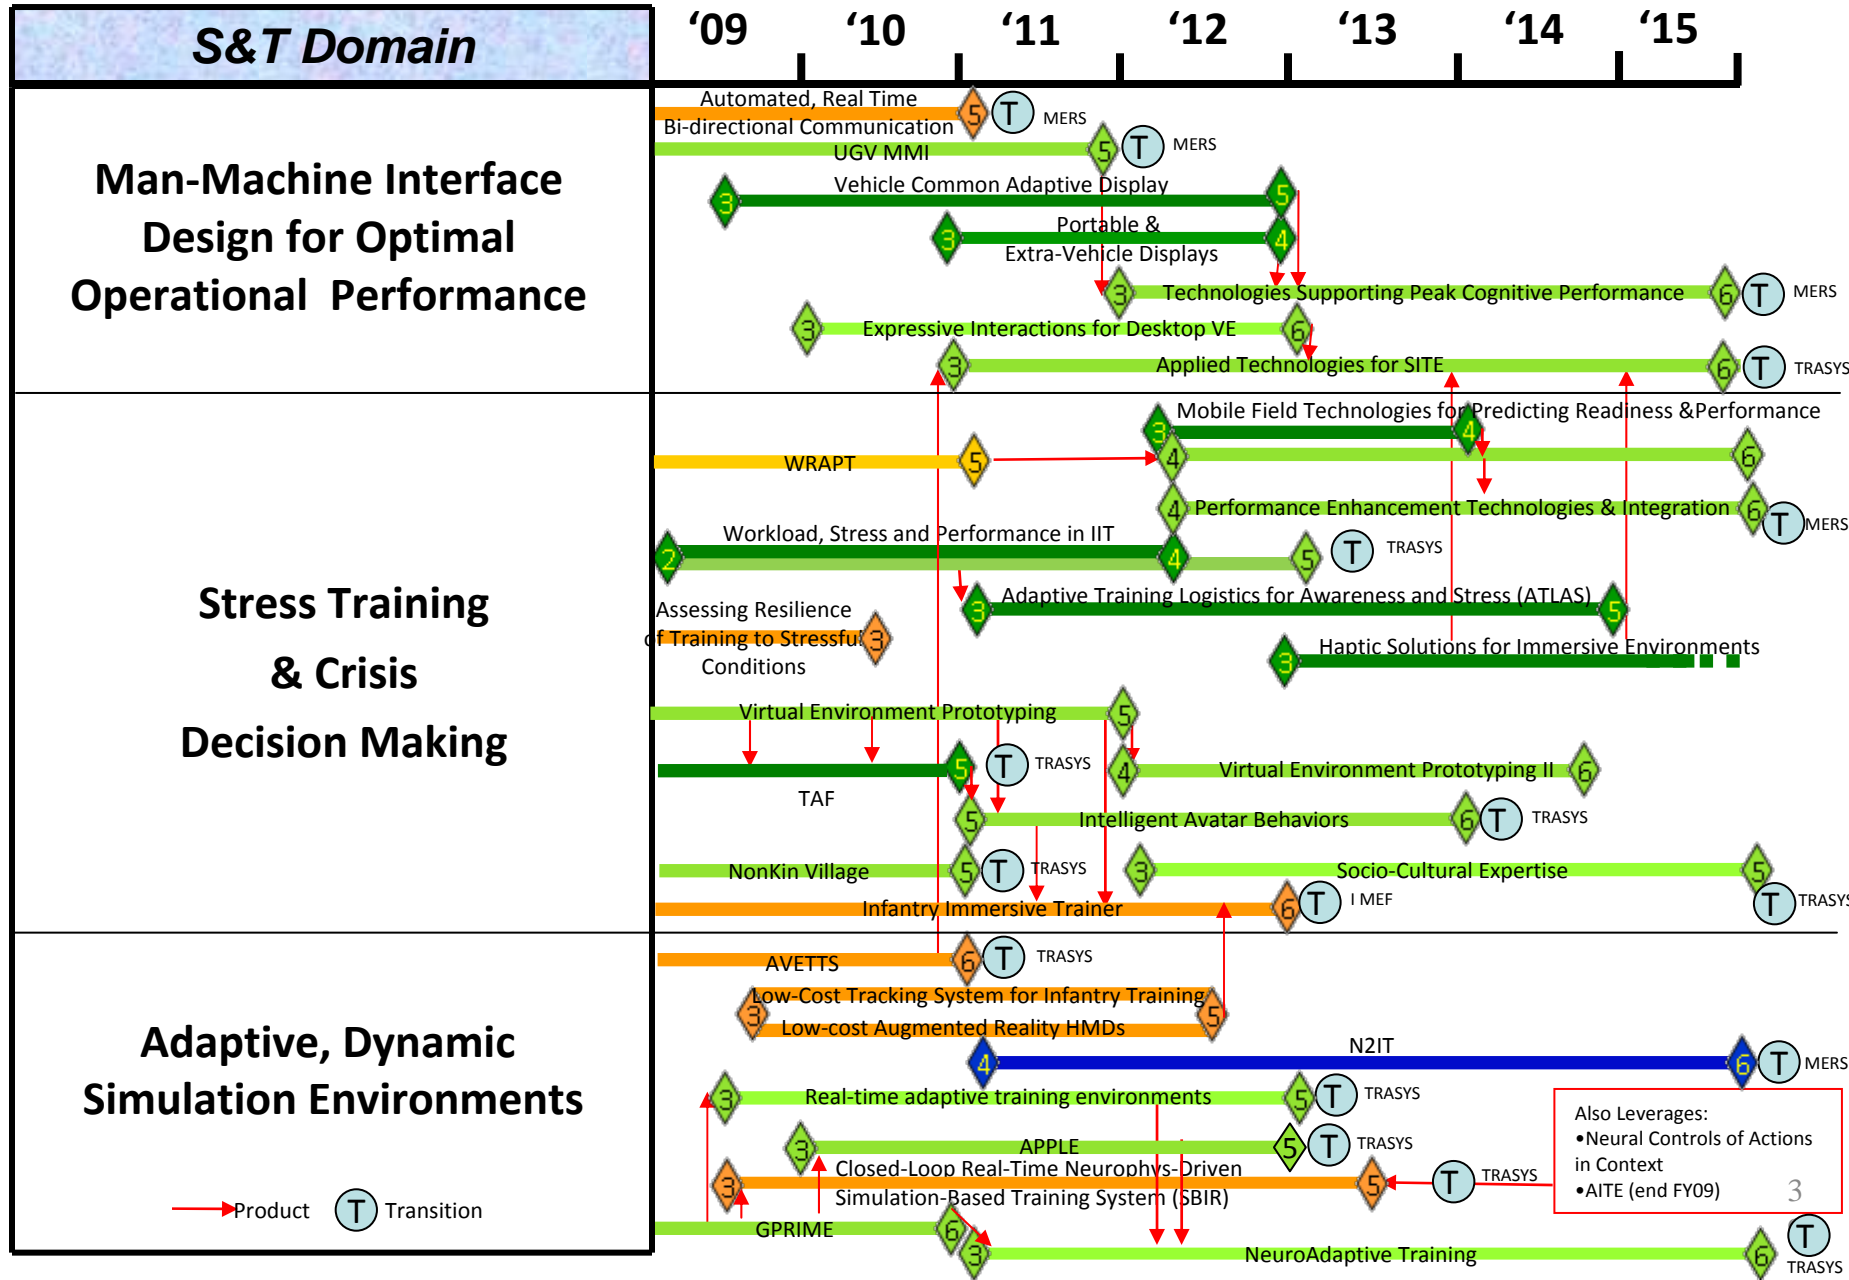 S&T Domain
‘09 ‘10 ‘11 ‘12 ‘13 ‘14 ‘15
Man-Machine Interface
Design for Optimal
Operational Performance
Automated, Real Time
Bi-directional Communication
5 T MERS
UGV MMI
5 T MERS
Vehicle Common Adaptive Display
3 5
Portable &
Extra-Vehicle Displays
3 4
3 Technologies Supporting Peak Cognitive Performance 6 T MERS
3 Expressive Interactions for Desktop VE 6
3 Applied Technologies for SITE 6 T TRASYS
Stress Training
& Crisis
Decision Making
Mobile Field Technologies for Predicting Readiness &Performance
3 4
WRAPT 5 4 6
4 Performance Enhancement Technologies & Integration 6 T MERS
Workload, Stress and Performance in IIT
2 4 5 T TRASYS
3 Adaptive Training Logistics for Awareness and Stress (ATLAS) 5
Assessing Resilience
of Training to Stressful
Conditions
3
Haptic Solutions for Immersive Environments
3
Virtual Environment Prototyping 5
5 T TRASYS
TAF
4 Virtual Environment Prototyping II 6
5 Intelligent Avatar Behaviors 6 T TRASYS
NonKin Village 5 T TRASYS
3 Socio-Cultural Expertise 5
T TRASYS
Infantry Immersive Trainer 6 T I MEF
Adaptive, Dynamic
Simulation Environments
AVETTS 6 T TRASYS
Low-Cost Tracking System for Infantry Training
3 5
Low-cost Augmented Reality HMDs
N2IT
4 6 T MERS
3 Real-time adaptive training environments 5 T TRASYS
3 APPLE 5 T TRASYS
Closed-Loop Real-Time Neurophys-Driven
Simulation-Based Training System (SBIR)
3 5 T TRASYS
Also Leverages:
•Neural Controls of Actions
in Context
•AITE (end FY09)
3
GPRIME 6
3 NeuroAdaptive Training 6 T
TRASYS
Product T Transition